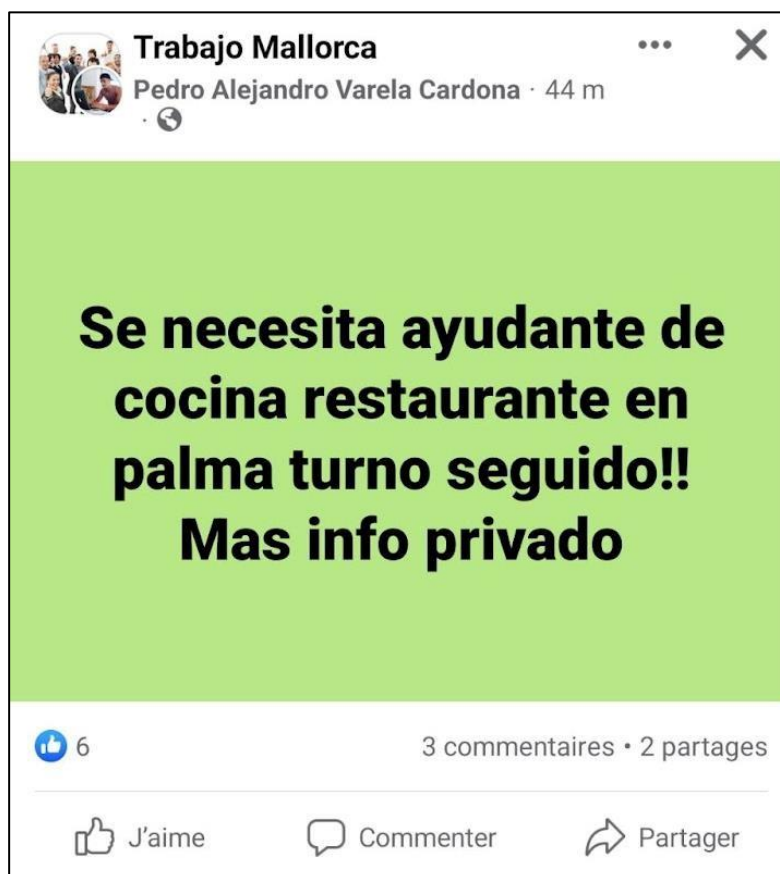 Trabajo Mallorca
Pedro Alejandro Varela Cardona · 44 m
·
Se necesita ayudante de
cocina restaurante en
palma turno seguido!!
Mas info privado
6
3 commentaires • 2 partages
J'aime
Commenter
Partager